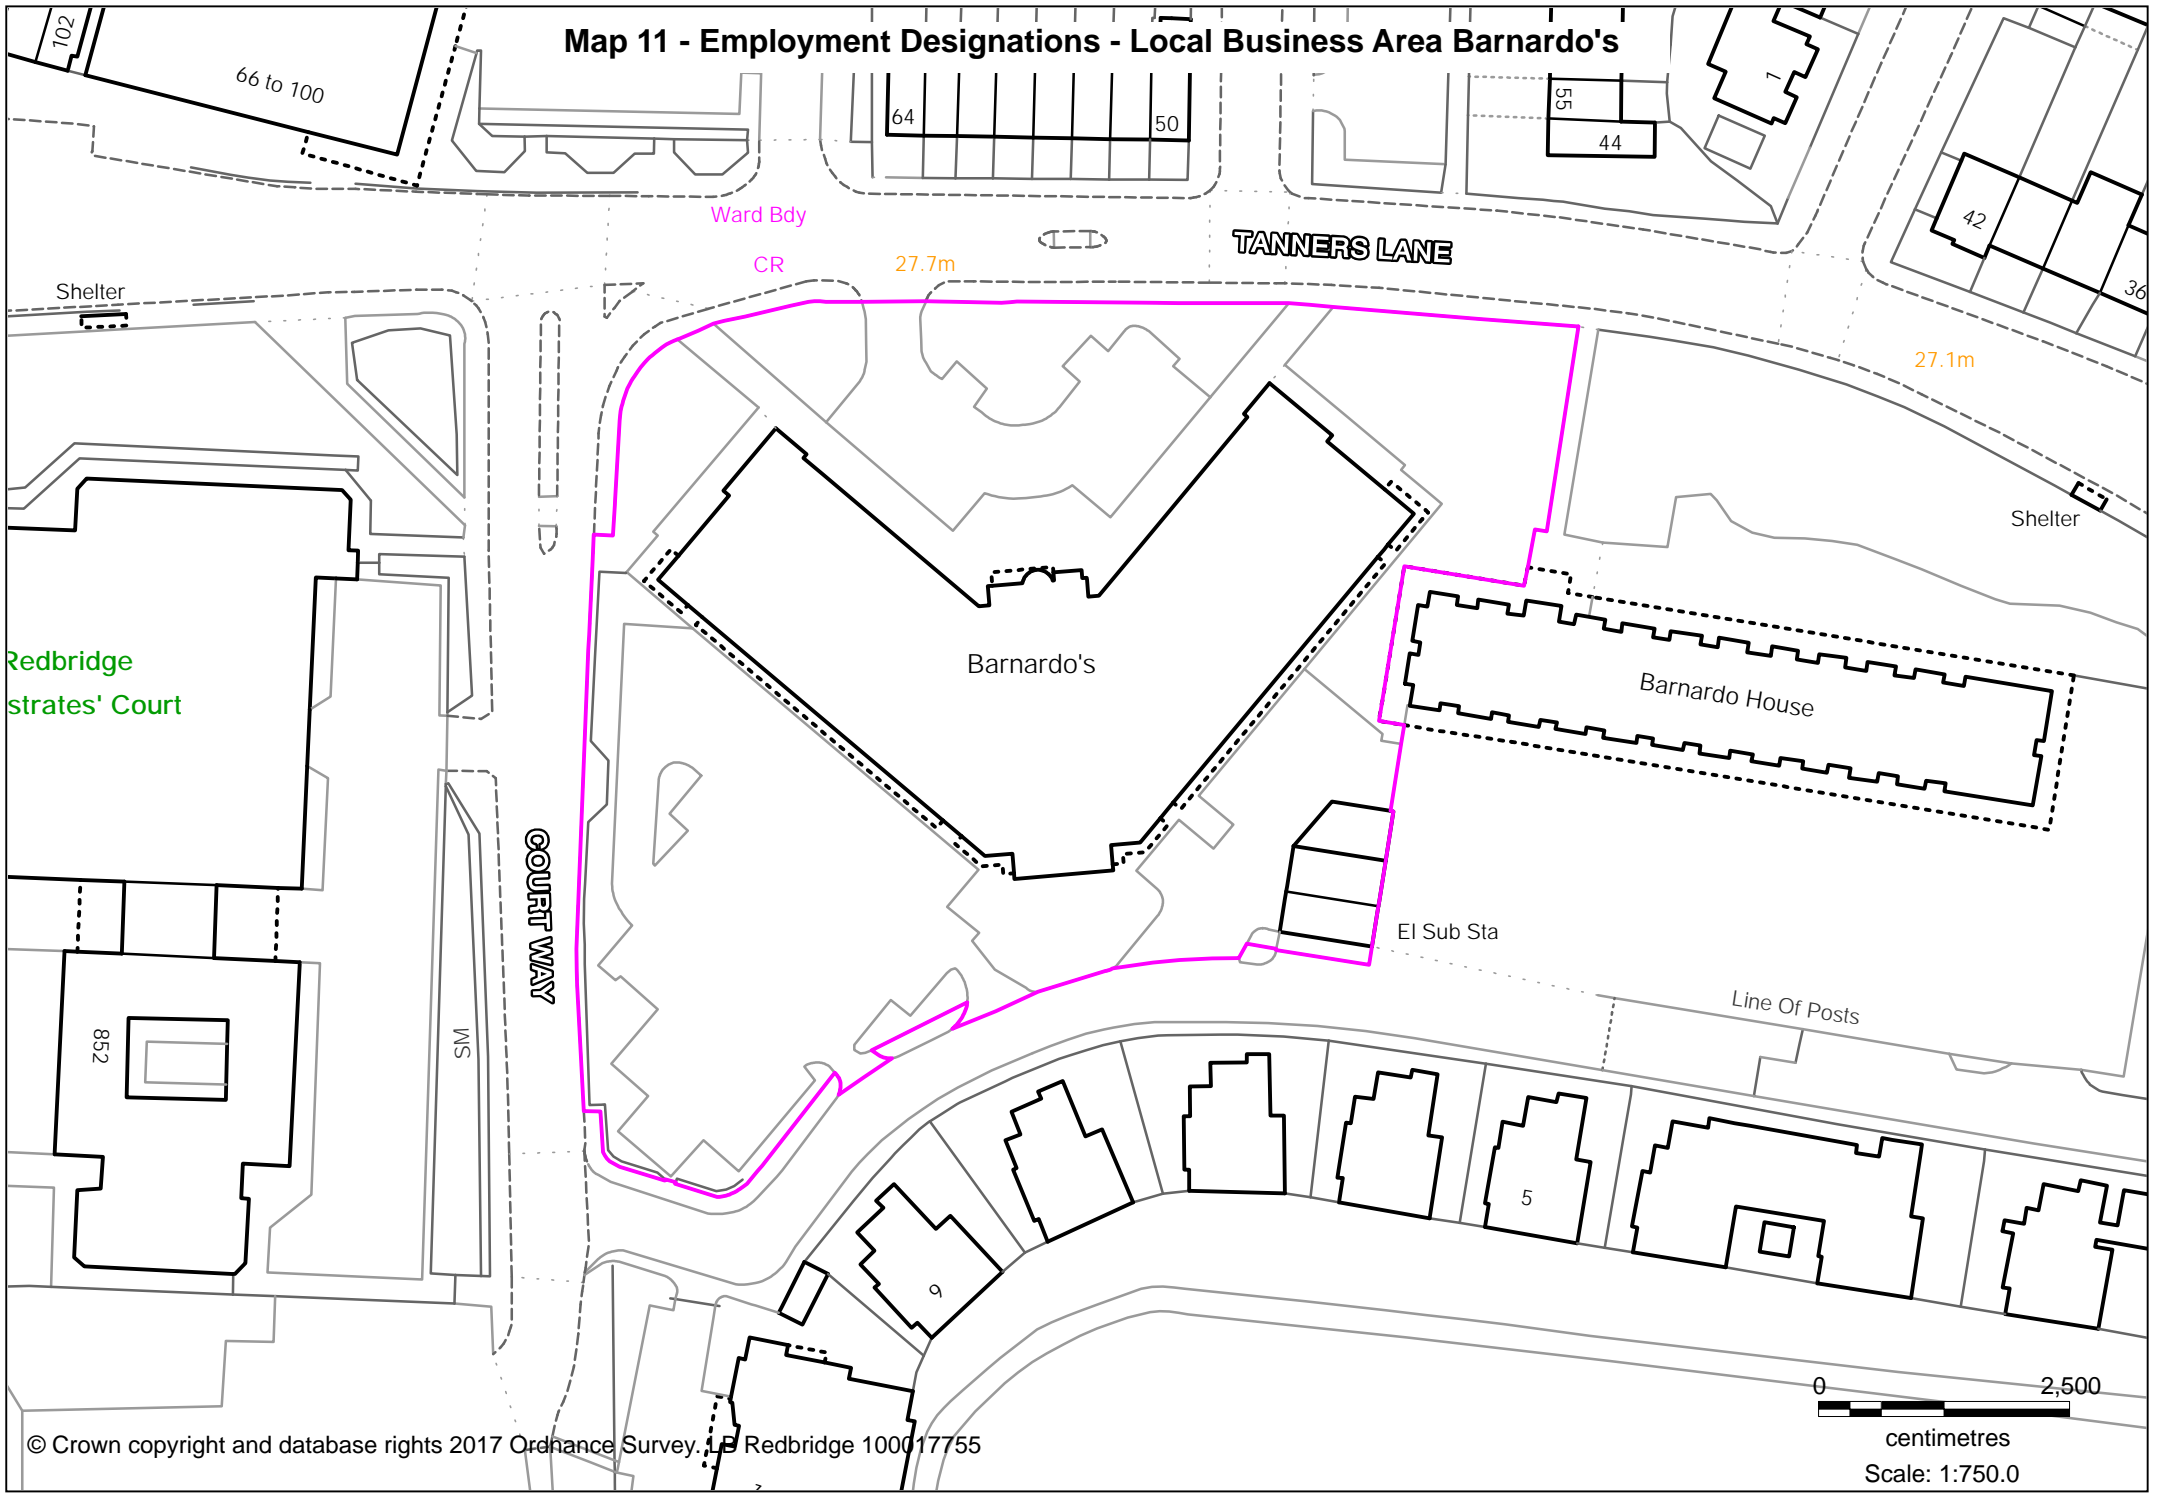 Map 11 - Employment Designations - Local Business Area Barnardo's
102
66 to 100
64
50
55
44
1
42
36
Ward Bdy
CR
27.7m
TANNERS LANE
27.1m
Shelter
Shelter
Redbridge
strates' Court
Barnardo's
Barnardo House
COURT WAY
El Sub Sta
Line Of Posts
852
SM
5
9
0
2,500
centimetres
Scale: 1:750.0
© Crown copyright and database rights 2017 Ordnance Survey. LB Redbridge 100017755